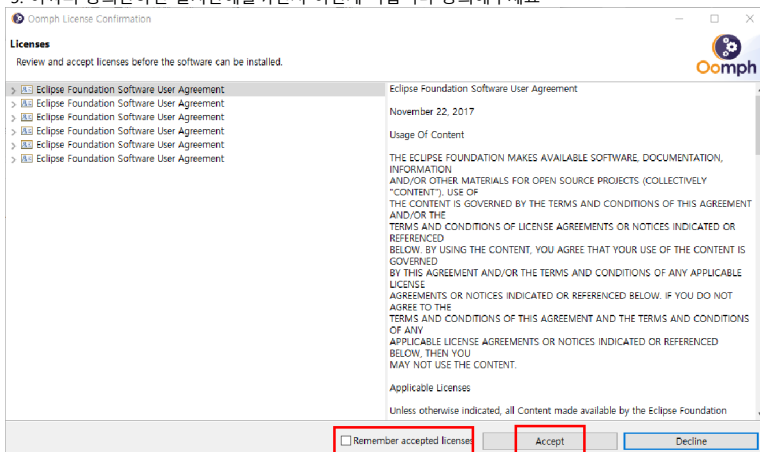 Oomph License Confirmation
Licenses
Review and accept licenses before the software can be installed.
Oomph
Eclipse Foundation Software User Agreement
Eclipse Foundation Software User Agreement
Eclipse Foundation Software User Agreement
Eclipse Foundation Software User Agreement
Eclipse Foundation Software User Agreement
Eclipse Foundation Software User Agreement
Eclipse Foundation Software User Agreement
November 22, 2017
Usage Of Content
THE ECLIPSE FOUNDATION MAKES AVAILABLE SOFTWARE, DOCUMENTATION,
INFORMATION
AND/OR OTHER MATERIALS FOR OPEN SOURCE PROJECTS (COLLECTIVELY
"CONTENT"). USE OF
THE CONTENT IS GOVERNED BY THE TERMS AND CONDITIONS OF THIS AGREEMENT
AND/OR THE
TERMS AND CONDITIONS OF LICENSE AGREEMENTS OR NOTICES INDICATED OR
REFERENCED
BELOW. BY USING THE CONTENT, YOU AGREE THAT YOUR USE OF THE CONTENT IS
GOVERNED
BY THIS AGREEMENT AND/OR THE TERMS AND CONDITIONS OF ANY APPLICABLE
LICENSE
AGREEMENTS OR NOTICES INDICATED OR REFERENCED BELOW. IF YOU DO NOT
AGREE TO THE
TERMS AND CONDITIONS OF THIS AGREEMENT AND THE TERMS AND CONDITIONS
OF ANY
APPLICABLE LICENSE AGREEMENTS OR NOTICES INDICATED OR REFERENCED
BELOW, THEN YOU
MAY NOT USE THE CONTENT.
Applicable Licenses
Unless otherwise indicated, all Content made available by the Eclipse Foundation
Remember accepted licenses
Accept
Decline